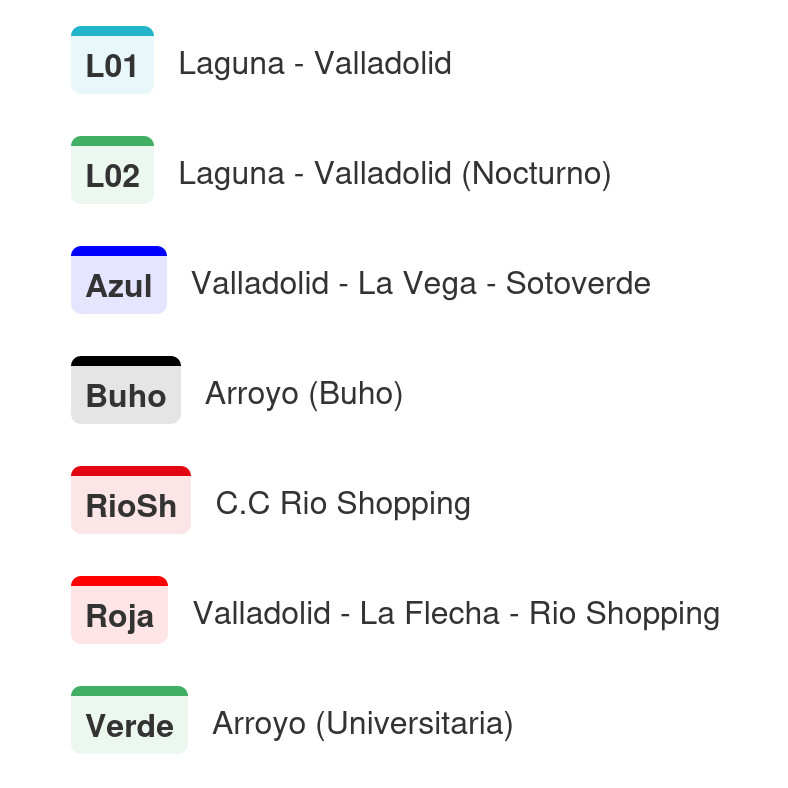 L01 Laguna - Valladolid
L02 Laguna - Valladolid (Nocturno)
Azul Valladolid - La Vega - Sotoverde
Buho Arroyo (Buho)
RioSh C.C Rio Shopping
Roja Valladolid - La Flecha - Rio Shopping
Verde Arroyo (Universitaria)